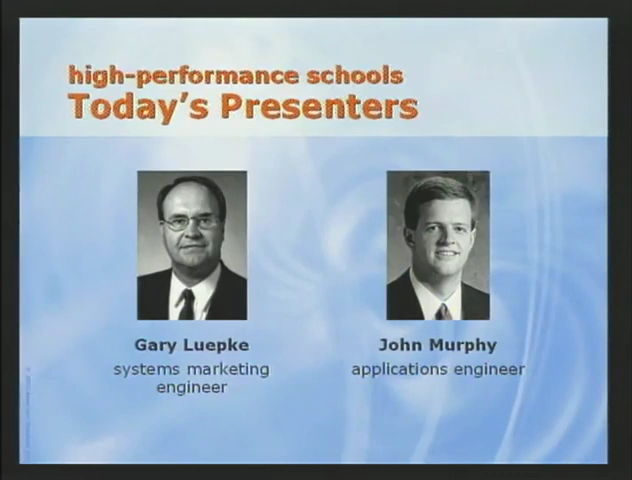 high-performance schools
Today's Presenters
Gary Luepke
John Murphy
systems marketing
engineer
applications engineer